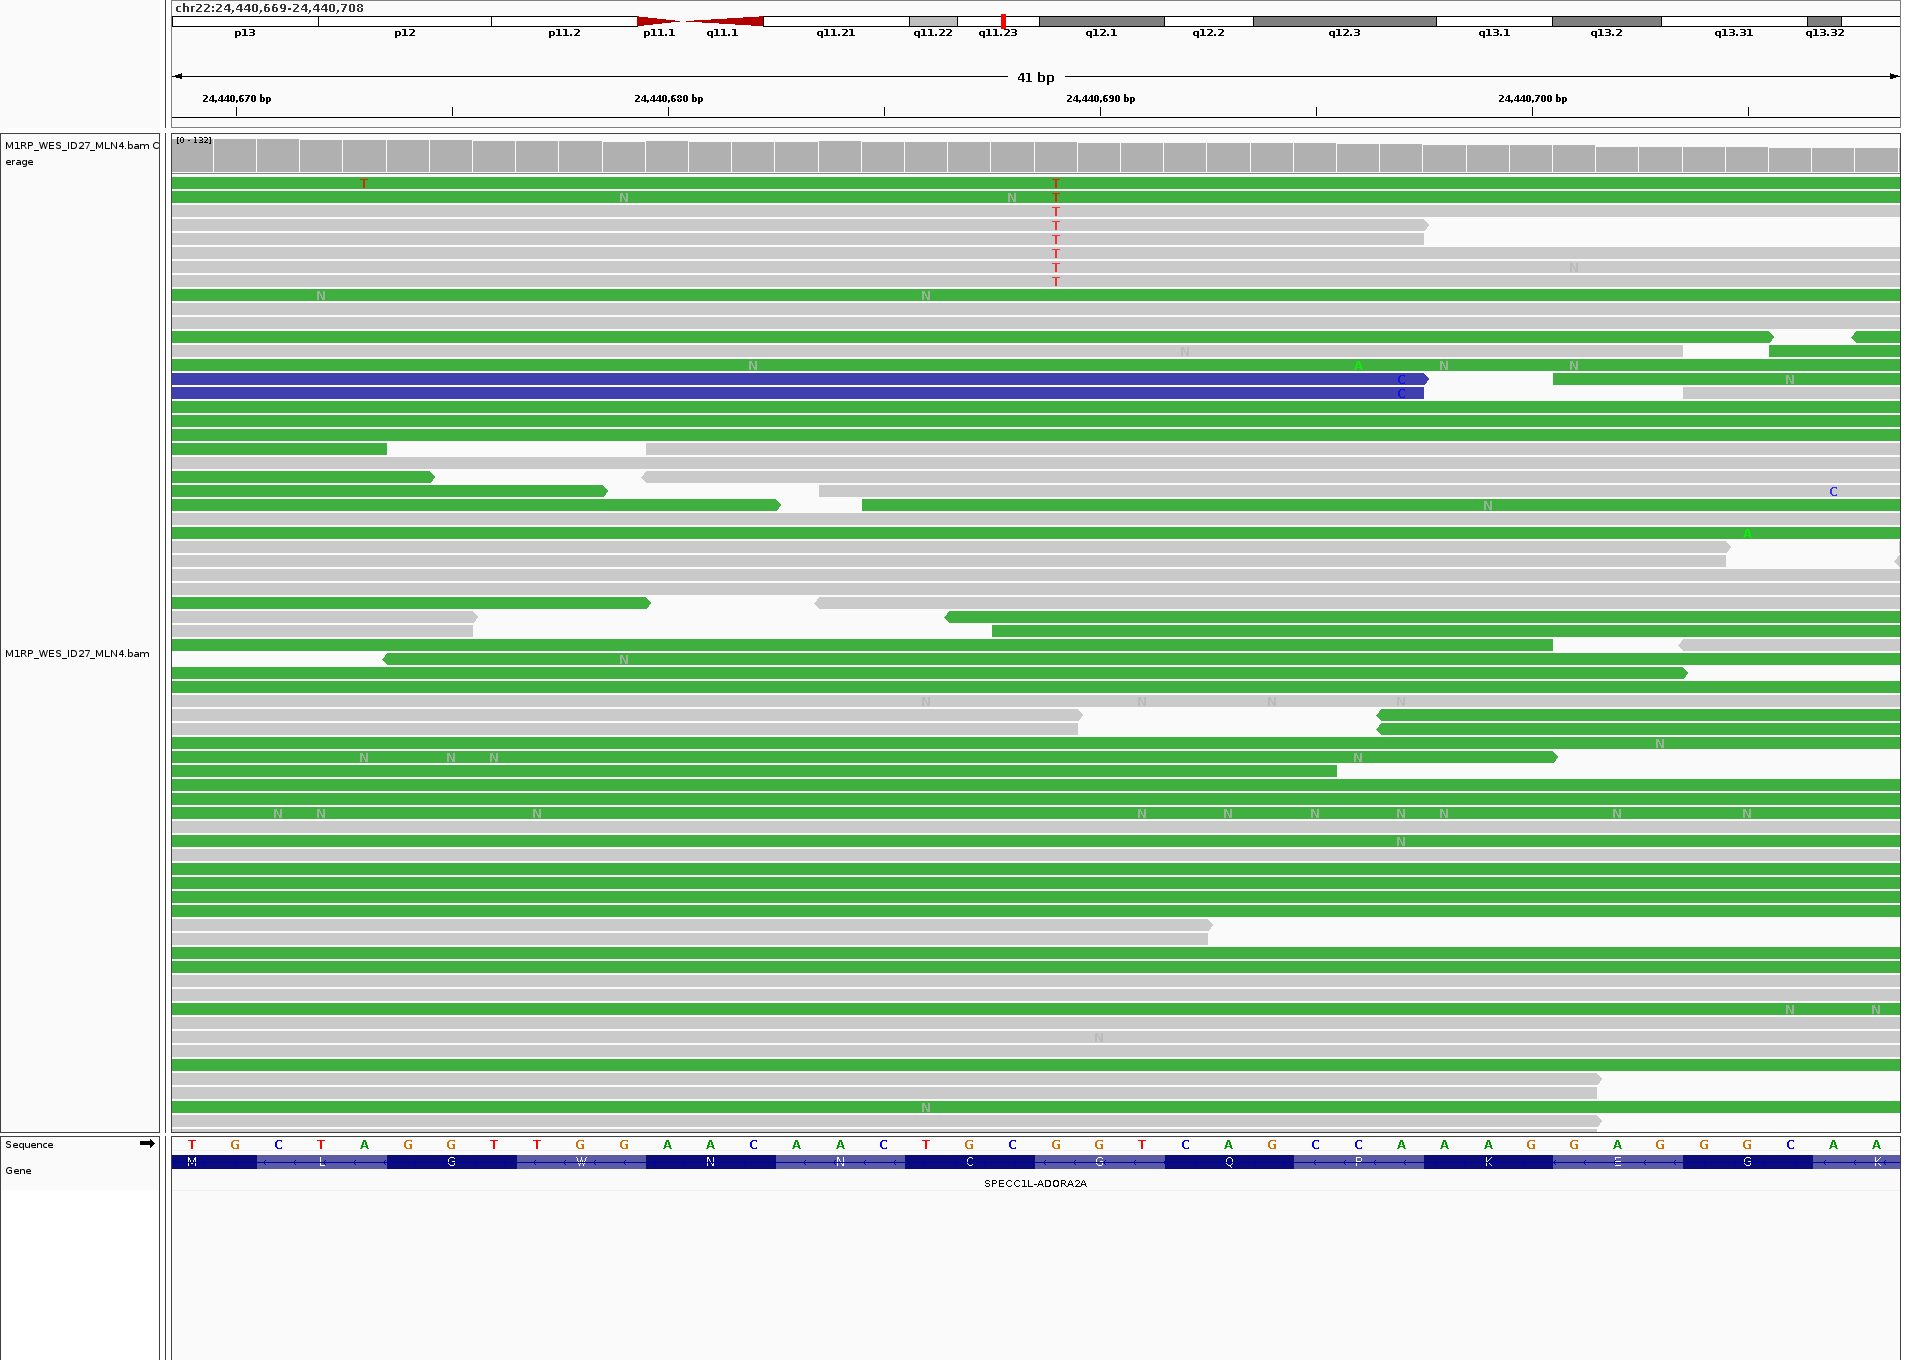 chr22:24,440,669-24,440,708
p13 p12 p11.2 p11.1 q11.1 q11.21 q11.22 q11.23 q12.1 q12.2 q12.3 q13.1 q13.2 q13.31 q13.32
41 bp
24,440,670 bp 24,440,680 bp 24,440,690 bp 24,440,700 bp
M1RP_WES_ID27_MLN4.bam C
erage
[0 - 132]
T T
N N T
T
T
T
T
T N
T
N N
N
N A N N
C N
C
C
N
A
N
M1RP_WES_ID27_MLN4.bam
N N N N
N
N N N N
N N N N N N N N N N
N
N N
N
N
Sequence T G C T A G G T T G G A A C A A C T G C G G T C A G C C A A A G G A G G G C A A
Gene M L G W N N C G Q P K E G K
SPECC1L-ADORA2A